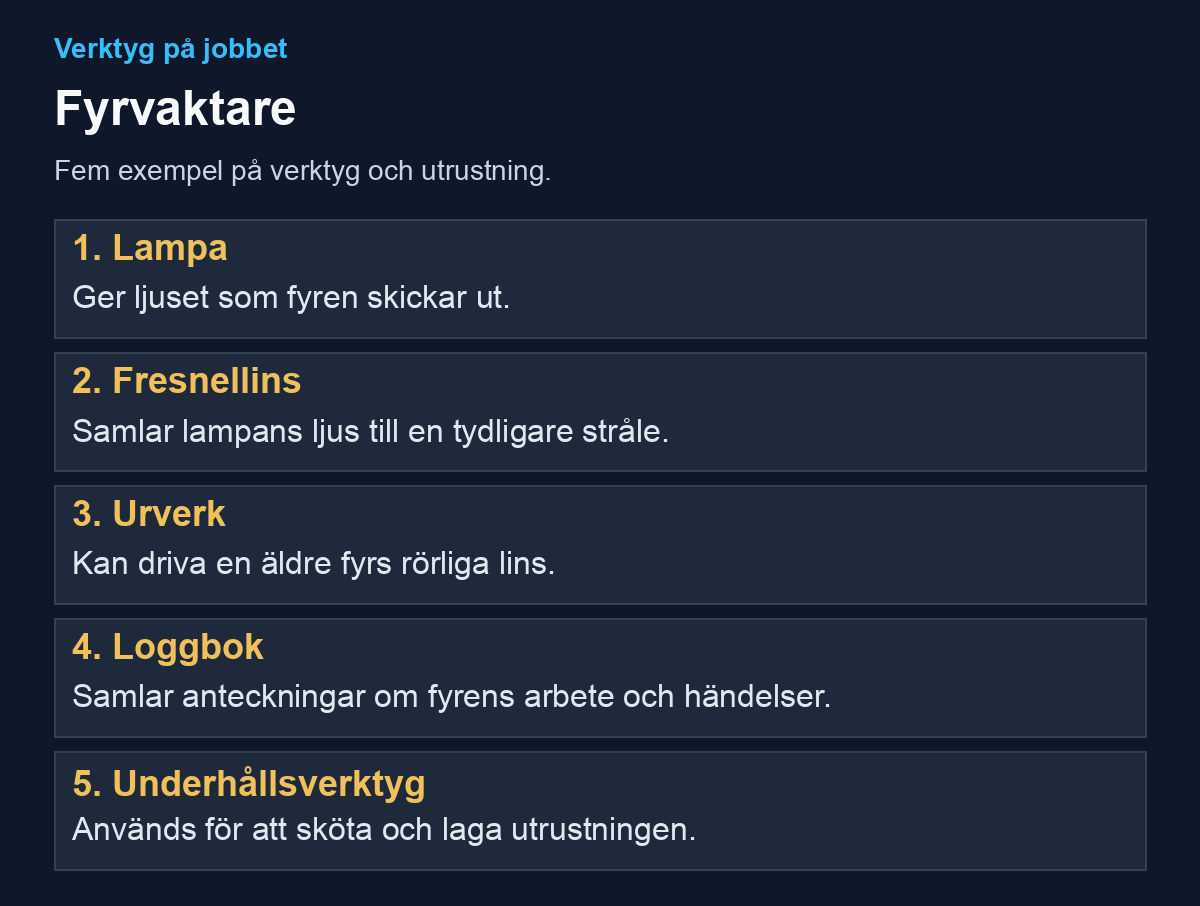 Verktyg på jobbet
Fyrvaktare
Fem exempel på verktyg och utrustning.
1. Lampa
Ger ljuset som fyren skickar ut.
2. Fresnellins
Samlar lampans ljus till en tydligare stråle.
3. Urverk
Kan driva en äldre fyrs rörliga lins.
4. Loggbok
Samlar anteckningar om fyrens arbete och händelser.
5. Underhållsverktyg
Används för att sköta och laga utrustningen.